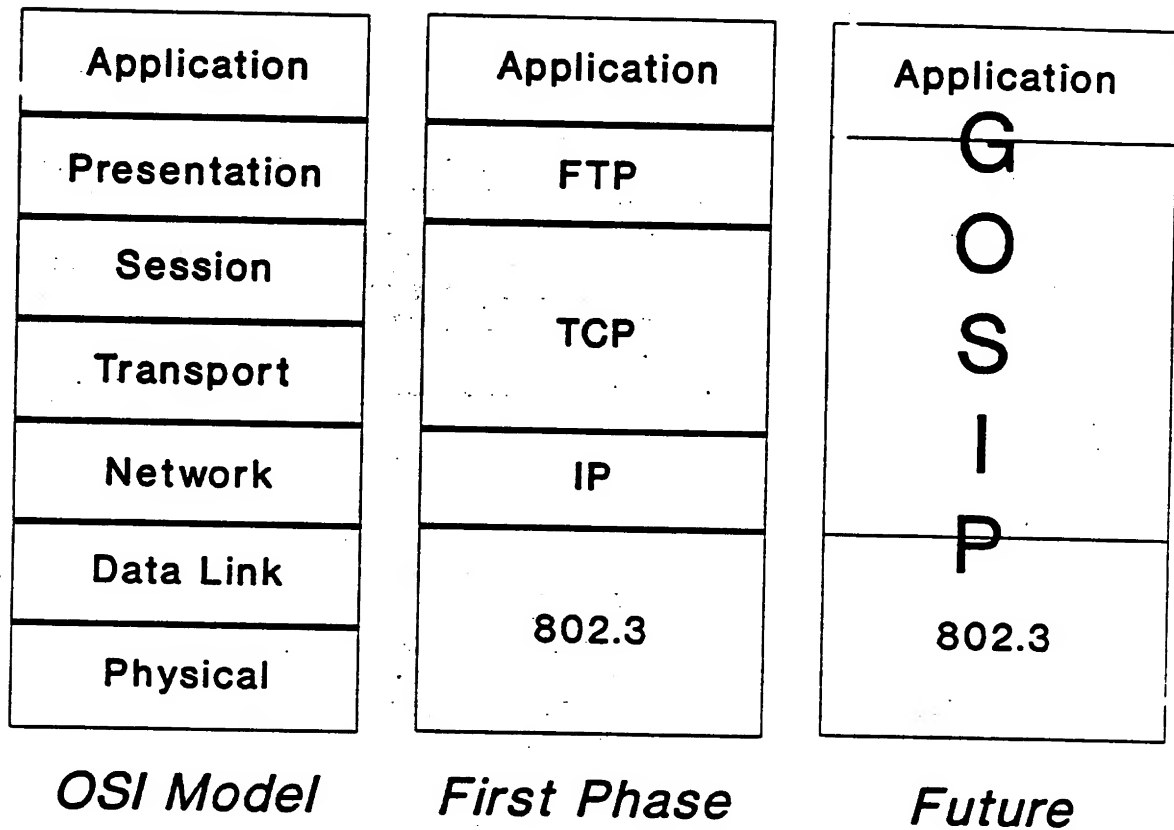 Application
Presentation
Session
Transport
Network
Data Link
Physical
OSI Model
Application
FTP
TCP
IP
802.3
First Phase
Application
GOSIP
802.3
Future